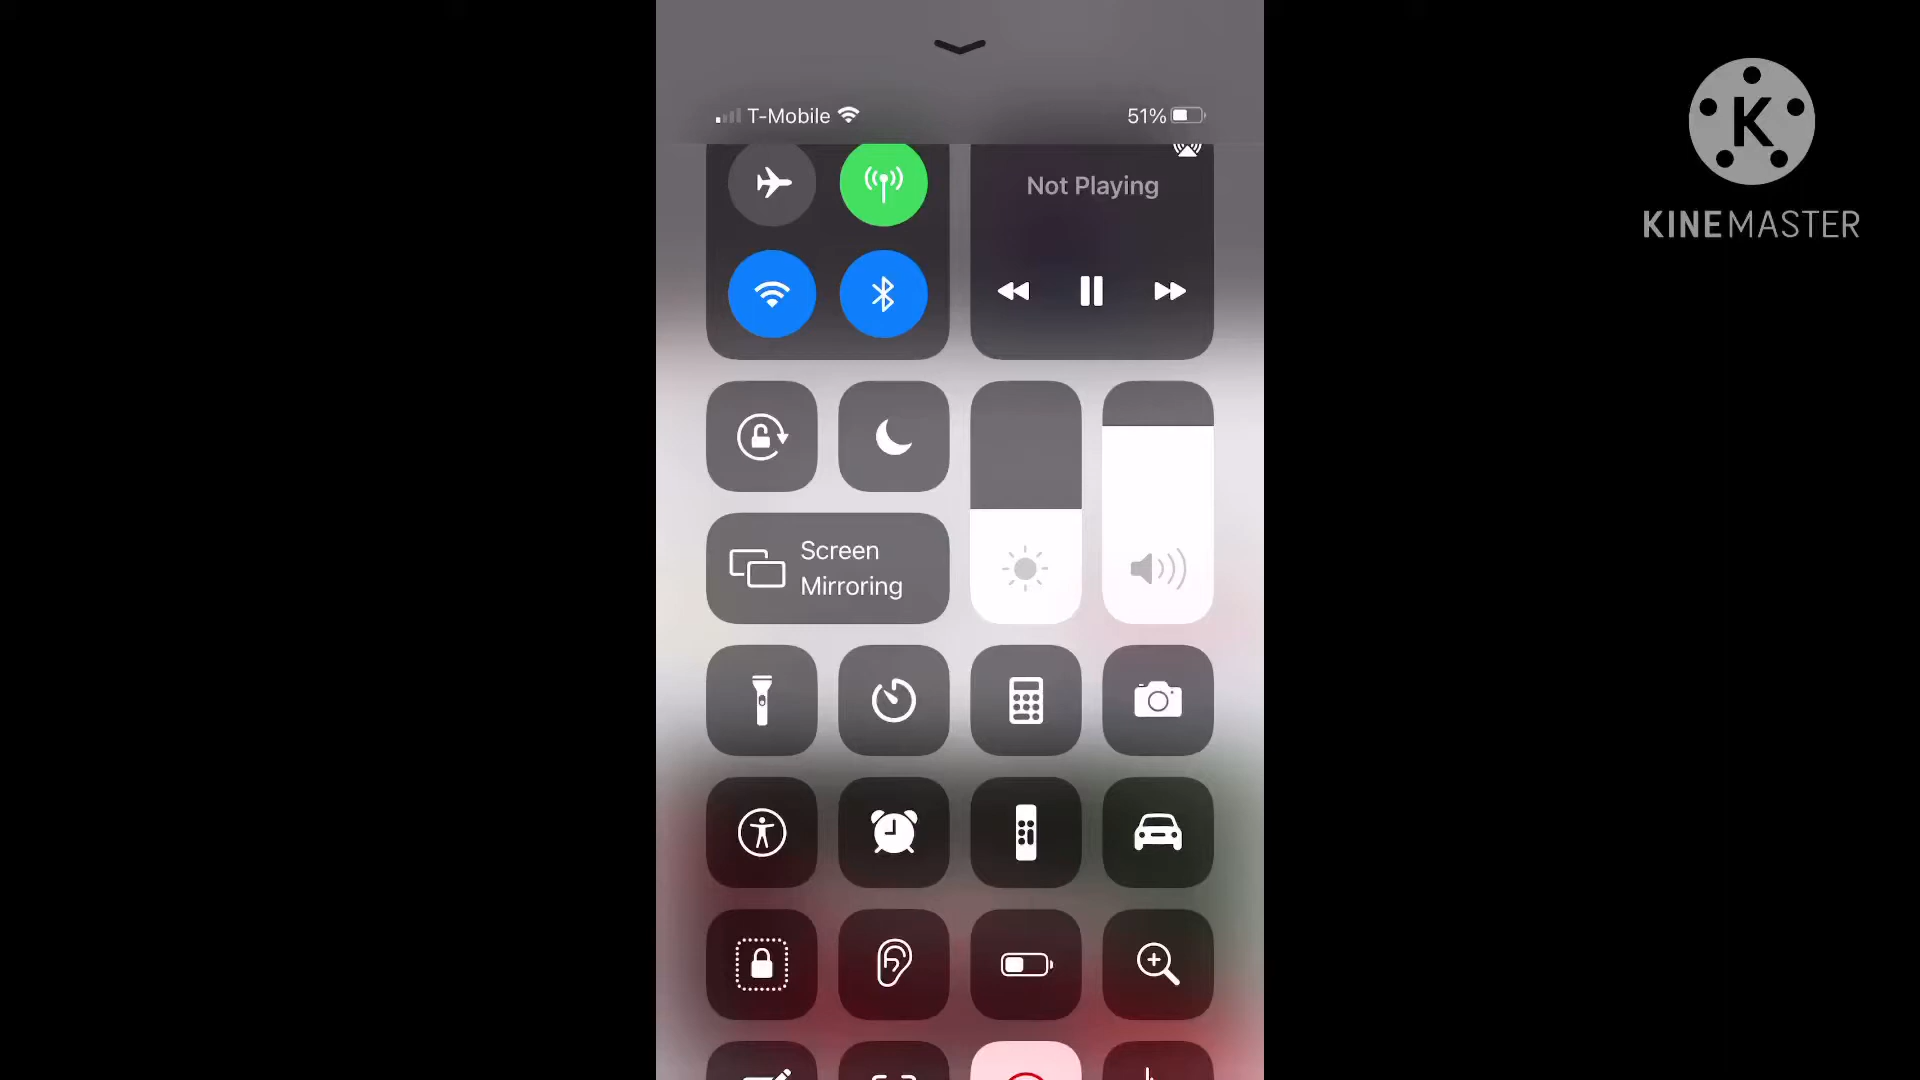 T-Mobile 51%
Not Playing
Screen
Mirroring
K
KINEMASTER